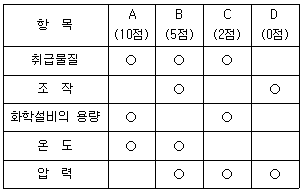 항 목 A (10점) B (5점) C (2점) D (0점)
취급물질 ○ ○ ○
조 작 ○ ○
화학설비의 용량 ○ ○
온 도 ○ ○
압 력 ○ ○ ○